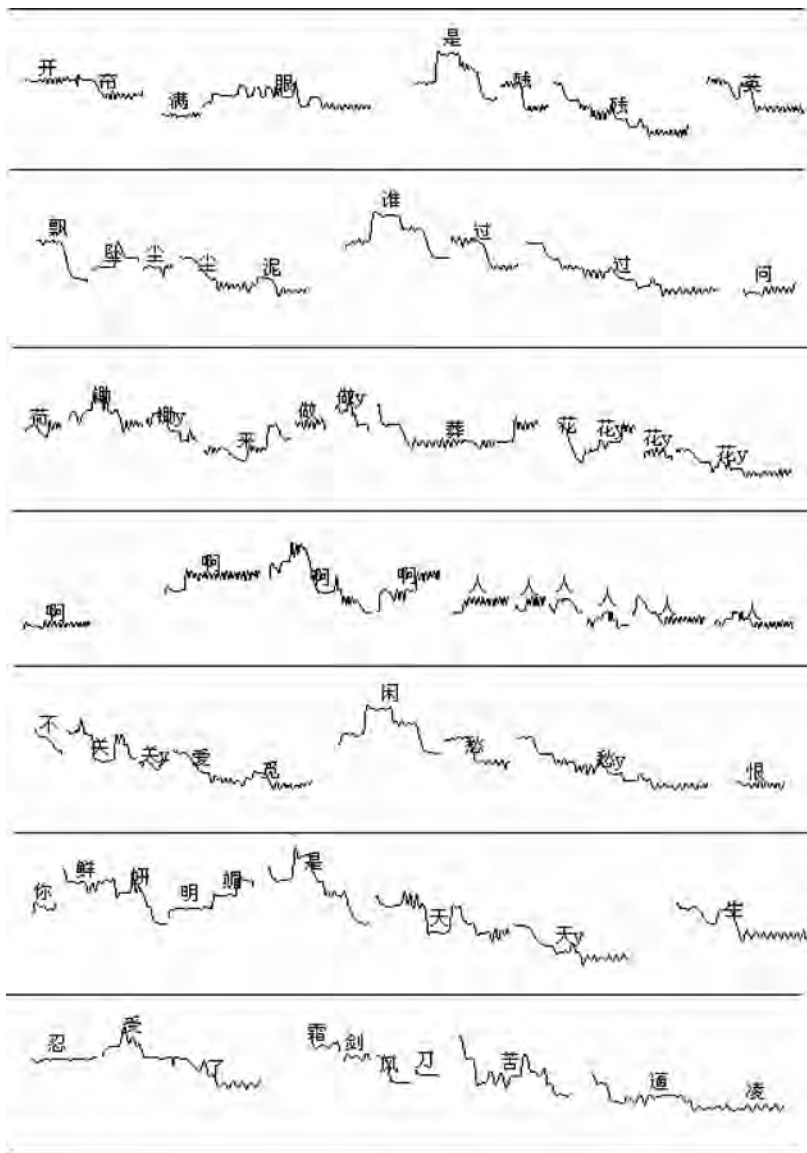 开 帘 满 眼 是 残 残 英
飘 坠 尘 尘 泥 谁 过 过 问
荷 锄 锄y 来 做 做y 葬 花 花y 花y 花y
啊 啊 啊 啊 人 人 人 人 人 人
不 关 关y 爱 觅 闲 愁 愁y 恨
你 鲜 妍 明 媚 是 天 天y 生
忍 受 了 霜 剑 风 刀 苦 逼 凌